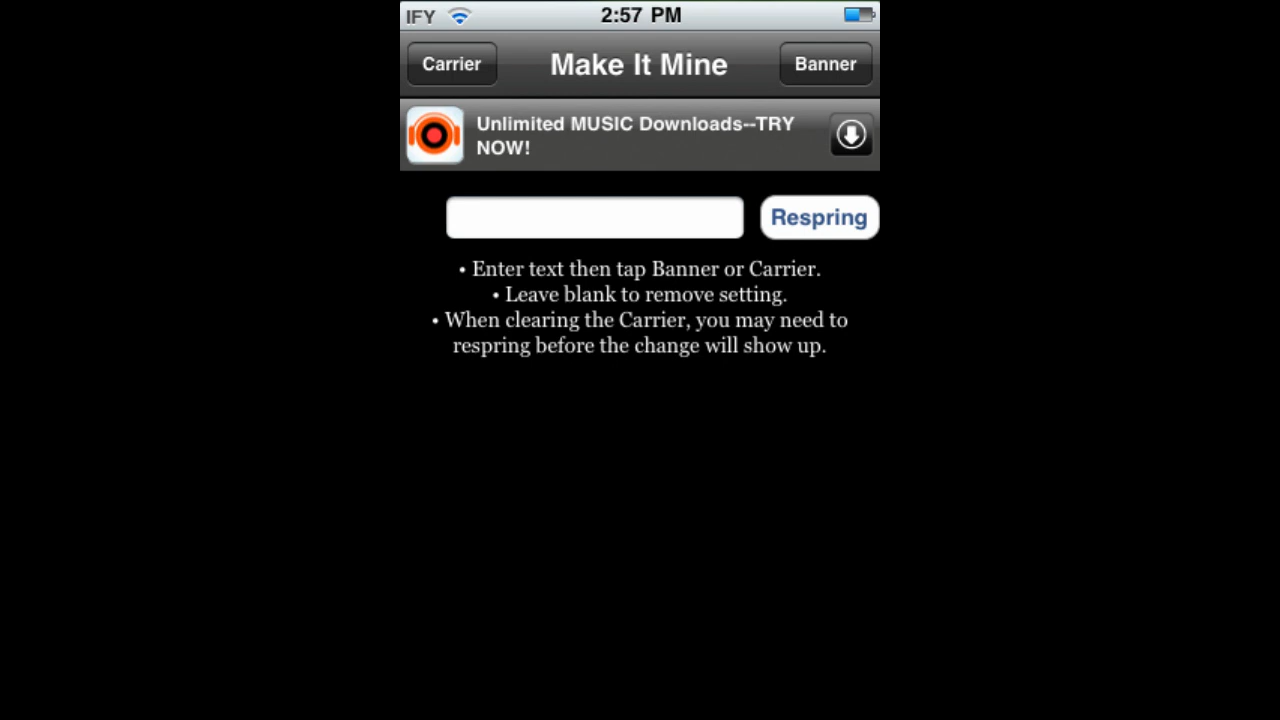 IFY 2:57 PM
Carrier Make It Mine Banner
Unlimited MUSIC Downloads--TRY
NOW!
Respring
• Enter text then tap Banner or Carrier.
• Leave blank to remove setting.
• When clearing the Carrier, you may need to
respring before the change will show up.